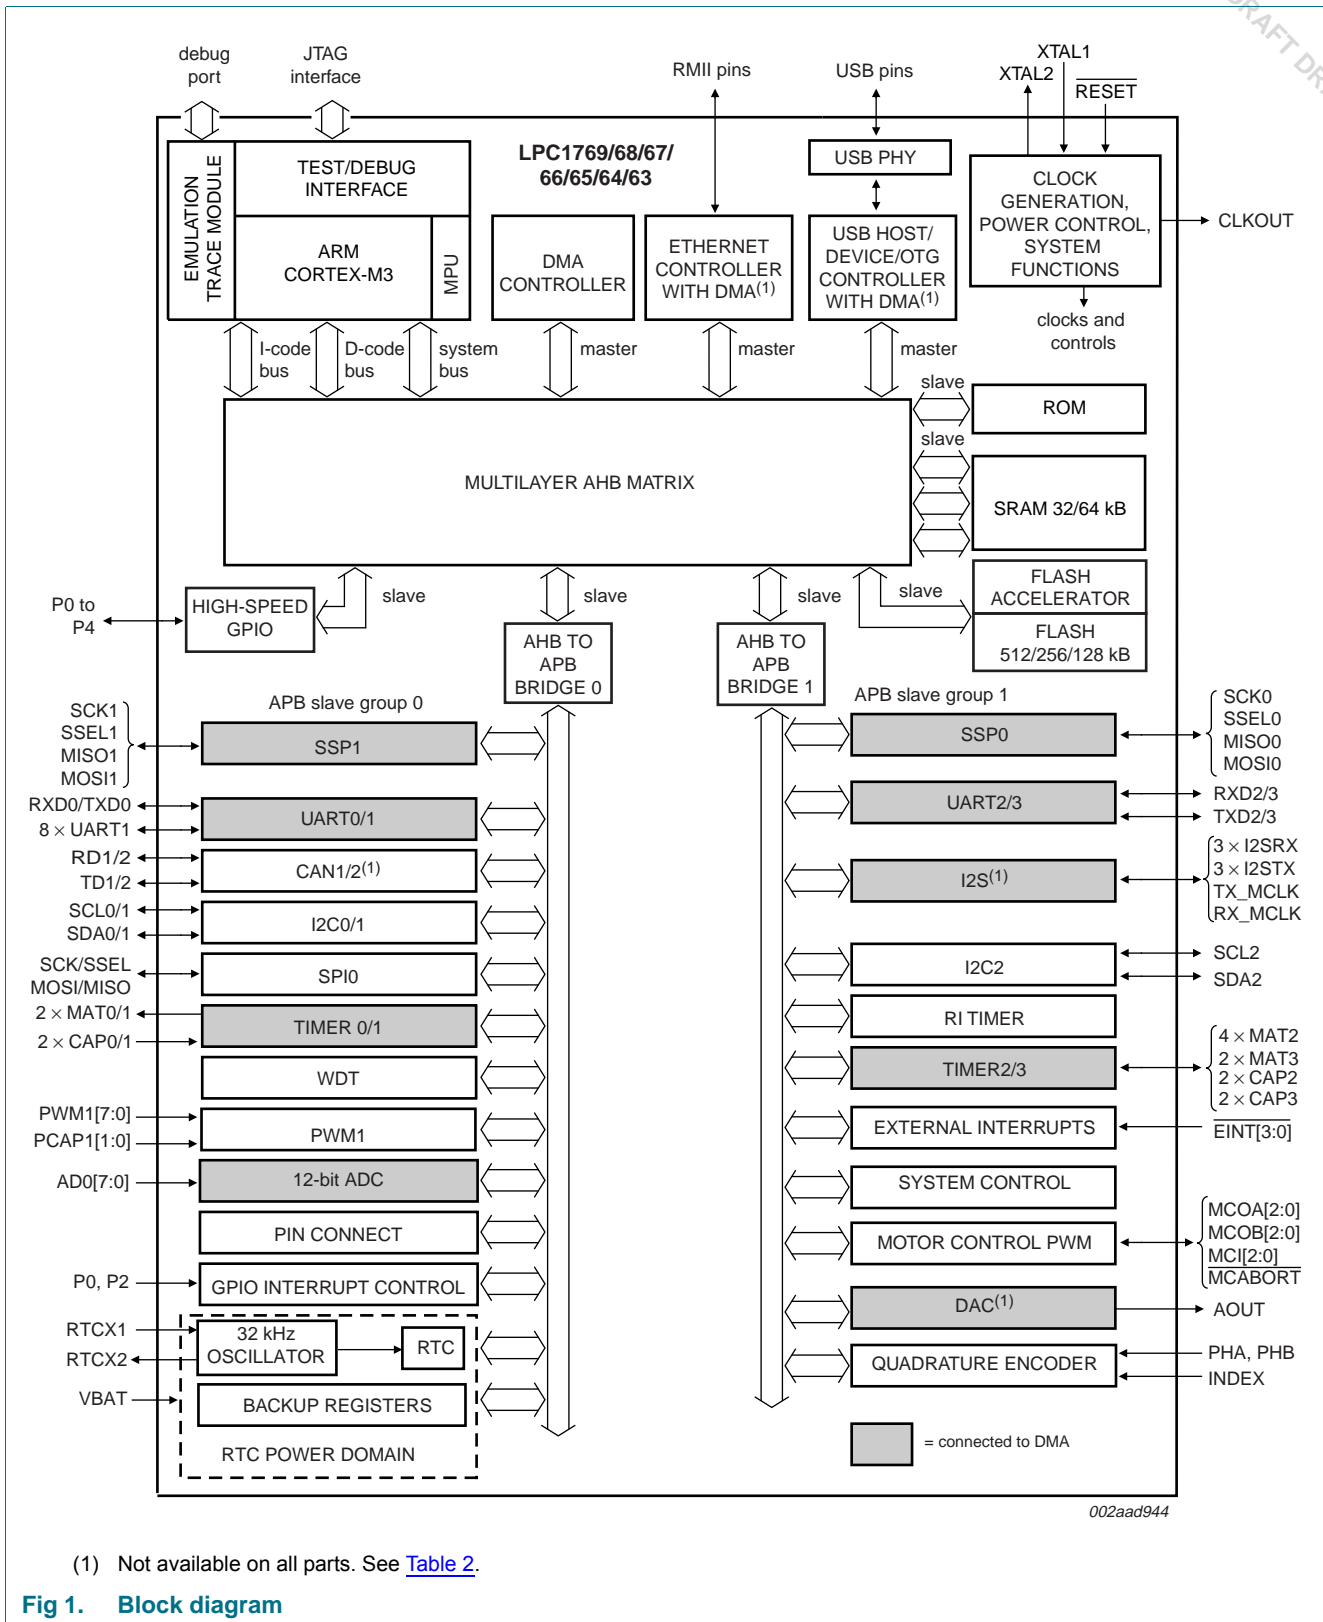 DRAFT DR
debug
port
JTAG
interface
RMII pins
USB pins
XTAL1
XTAL2
RESET
EMULATION
TRACE MODULE
TEST/DEBUG
INTERFACE
ARM
CORTEX-M3
MPU
LPC1769/68/67/
66/65/64/63
DMA
CONTROLLER
ETHERNET
CONTROLLER
WITH DMA(1)
USB PHY
USB HOST/
DEVICE/OTG
CONTROLLER
WITH DMA(1)
CLOCK
GENERATION,
POWER CONTROL,
SYSTEM
FUNCTIONS
CLKOUT
clocks and
controls
I-code
bus
D-code
bus
system
bus
master
master
master
slave
ROM
slave
MULTILAYER AHB MATRIX
SRAM 32/64 kB
P0 to
P4
HIGH-SPEED
GPIO
slave
slave
slave
slave
FLASH
ACCELERATOR
FLASH
512/256/128 kB
AHB TO
APB
BRIDGE 0
AHB TO
APB
BRIDGE 1
APB slave group 0
APB slave group 1
SCK1
SSEL1
MISO1
MOSI1
SSP1
RXD0/TXD0
8 × UART1
UART0/1
RD1/2
TD1/2
CAN1/2(1)
SCL0/1
SDA0/1
I2C0/1
SCK/SSEL
MOSI/MISO
SPI0
2 × MAT0/1
2 × CAP0/1
TIMER 0/1
WDT
PWM1[7:0]
PCAP1[1:0]
PWM1
AD0[7:0]
12-bit ADC
PIN CONNECT
P0, P2
GPIO INTERRUPT CONTROL
RTCX1
RTCX2
32 kHz
OSCILLATOR
RTC
VBAT
BACKUP REGISTERS
RTC POWER DOMAIN
SSP0
SCK0
SSEL0
MISO0
MOSI0
UART2/3
RXD2/3
TXD2/3
I2S(1)
3 × I2SRX
3 × I2STX
TX_MCLK
RX_MCLK
I2C2
SCL2
SDA2
RI TIMER
TIMER2/3
4 × MAT2
2 × MAT3
2 × CAP2
2 × CAP3
EXTERNAL INTERRUPTS
EINT[3:0]
SYSTEM CONTROL
MOTOR CONTROL PWM
MCOA[2:0]
MCOB[2:0]
MCI[2:0]
MCABORT
DAC(1)
AOUT
QUADRATURE ENCODER
PHA, PHB
INDEX
= connected to DMA
002aad944
(1) Not available on all parts. See Table 2.
Fig 1. Block diagram